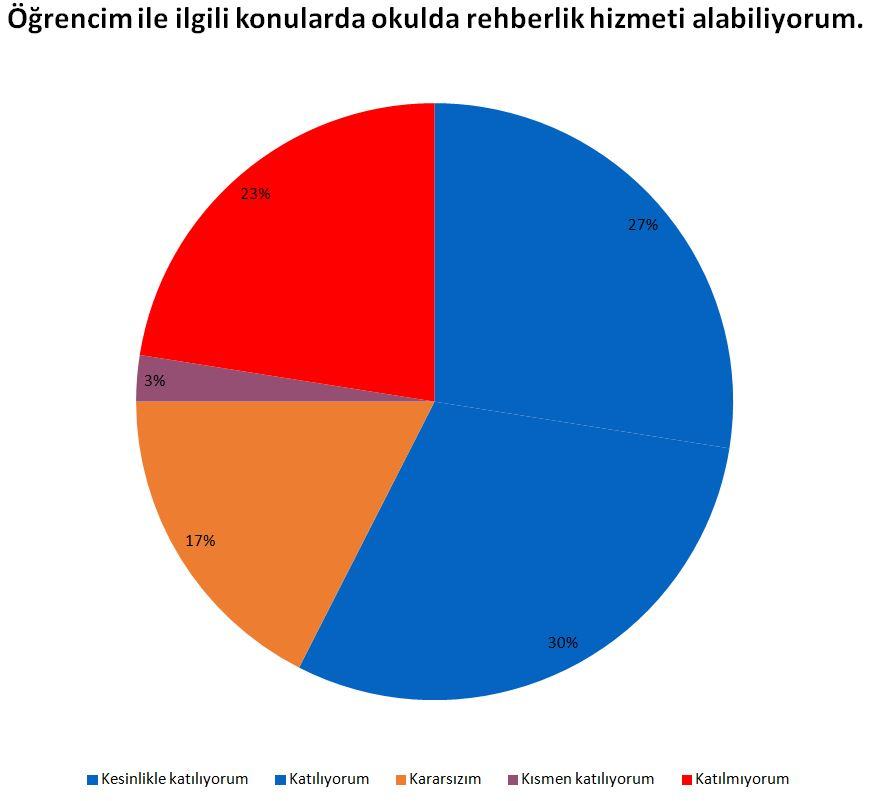 Öğrencim ile ilgili konularda okulda rehberlik hizmeti alabiliyorum.
23%
27%
3%
17%
30%
Kesinlikle katılıyorum Katılıyorum Kararsızım Kısmen katılıyorum Katılmıyorum